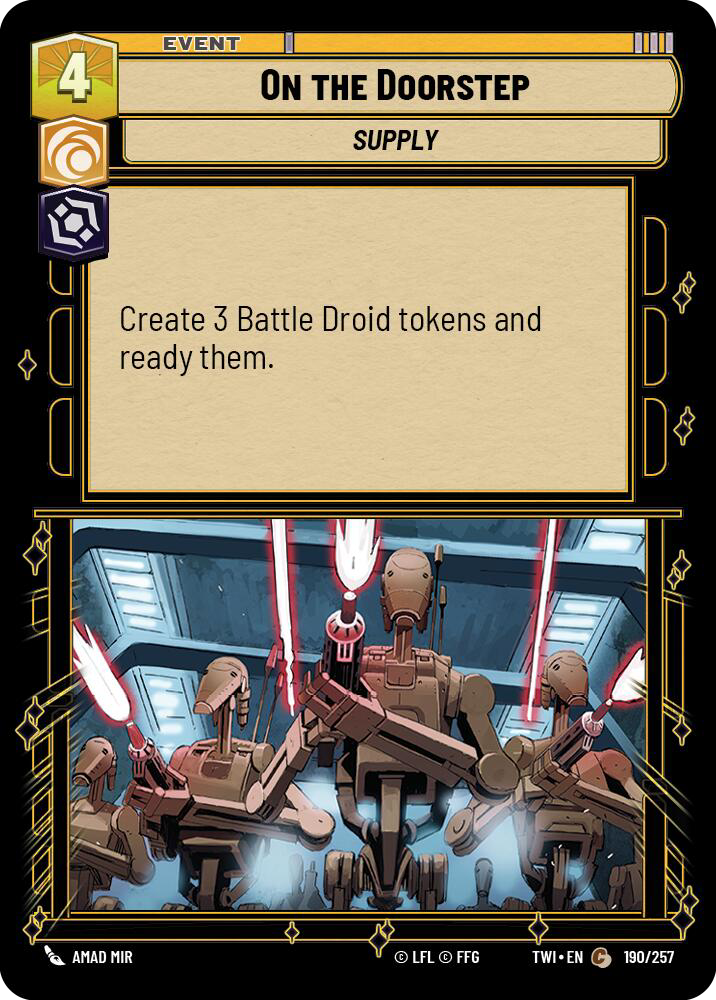 EVENT
4
ON THE DOORSTEP
SUPPLY
Create 3 Battle Droid tokens and
ready them.
AMAD MIR
© LFL © FFG
TWI • EN C 190/257